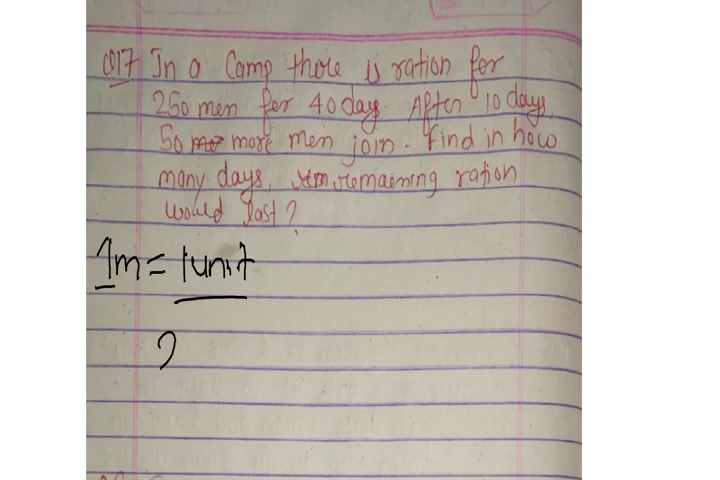 Q17 In a Camp there is ration for
250 men for 40 days. After 10 days,
50 more men join. Find in how
many days, remaining ration
would last?
1m = 1unit
2